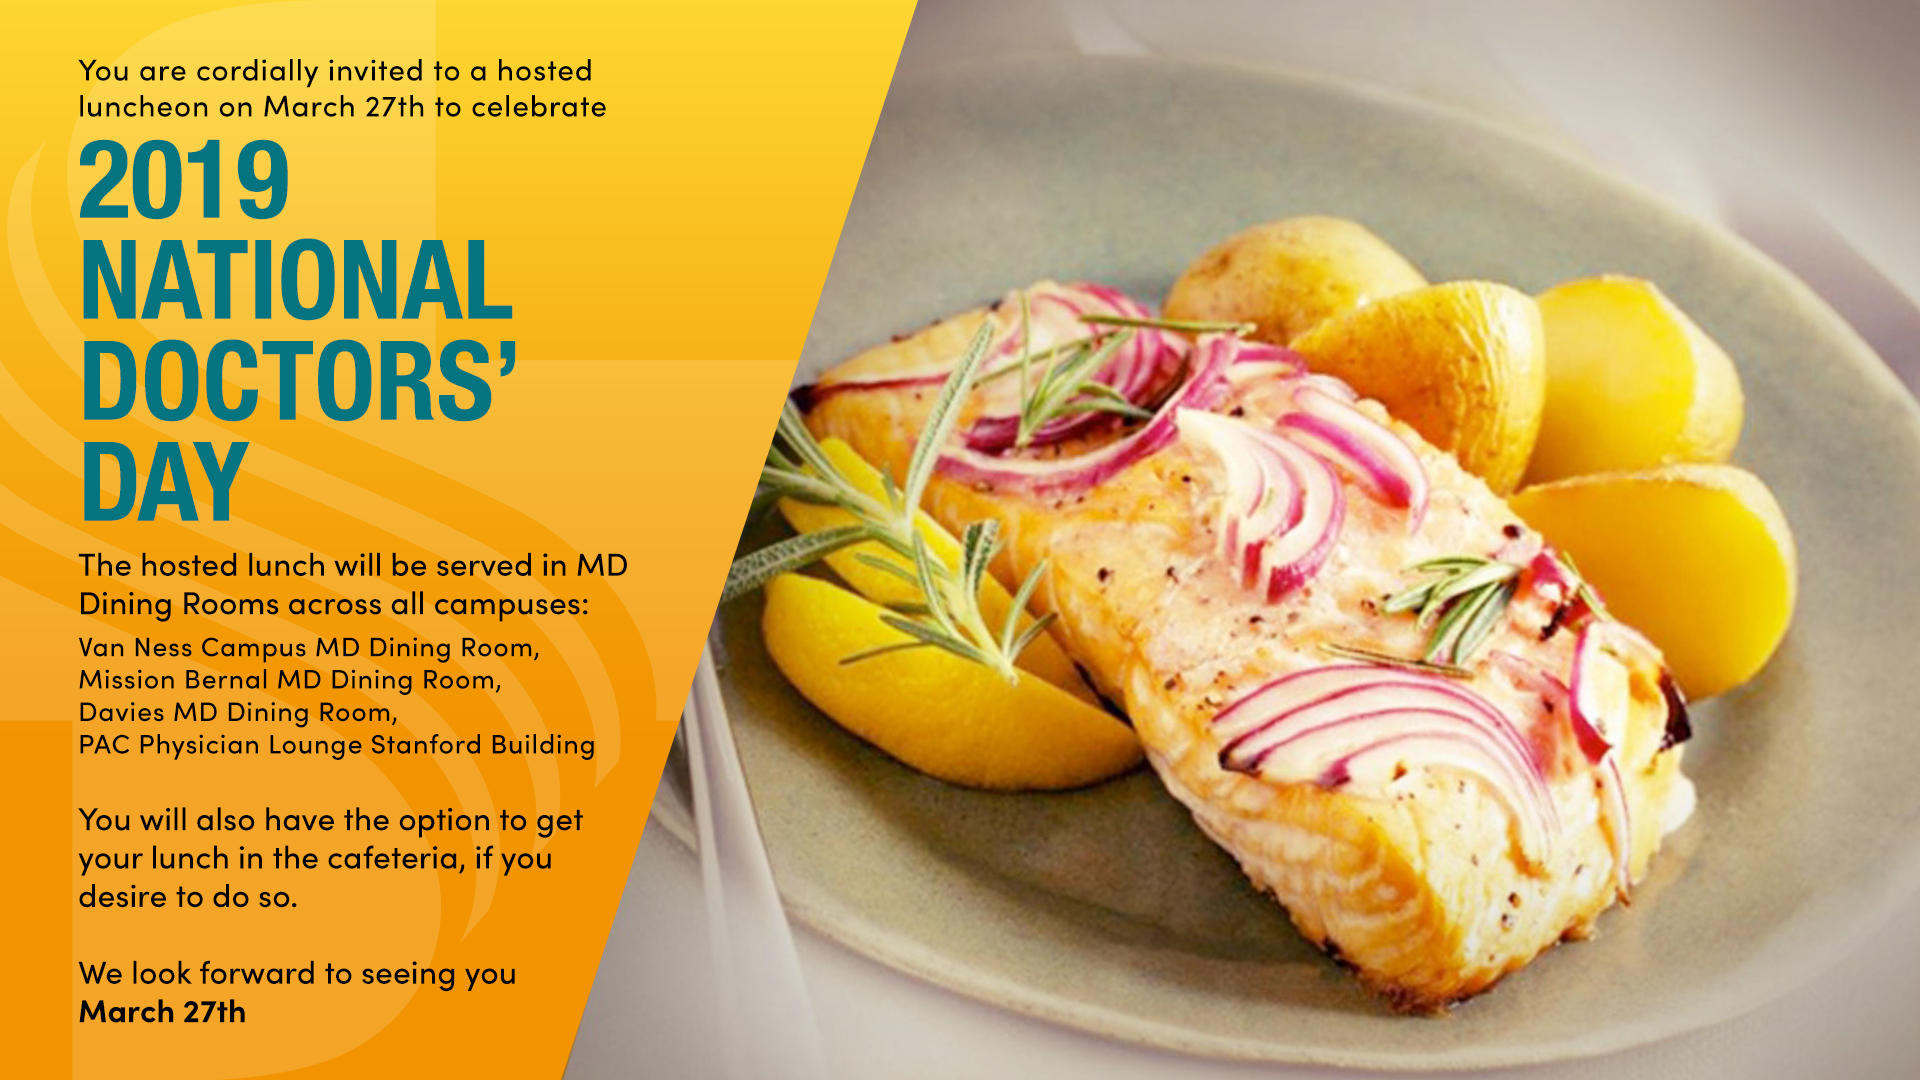 You are cordially invited to a hosted
luncheon on March 27th to celebrate
2019
NATIONAL
DOCTORS’
DAY
The hosted lunch will be served in MD
Dining Rooms across all campuses:
Van Ness Campus MD Dining Room,
Mission Bernal MD Dining Room,
Davies MD Dining Room,
PAC Physician Lounge Stanford Building
You will also have the option to get
your lunch in the cafeteria, if you
desire to do so.
We look forward to seeing you
March 27th